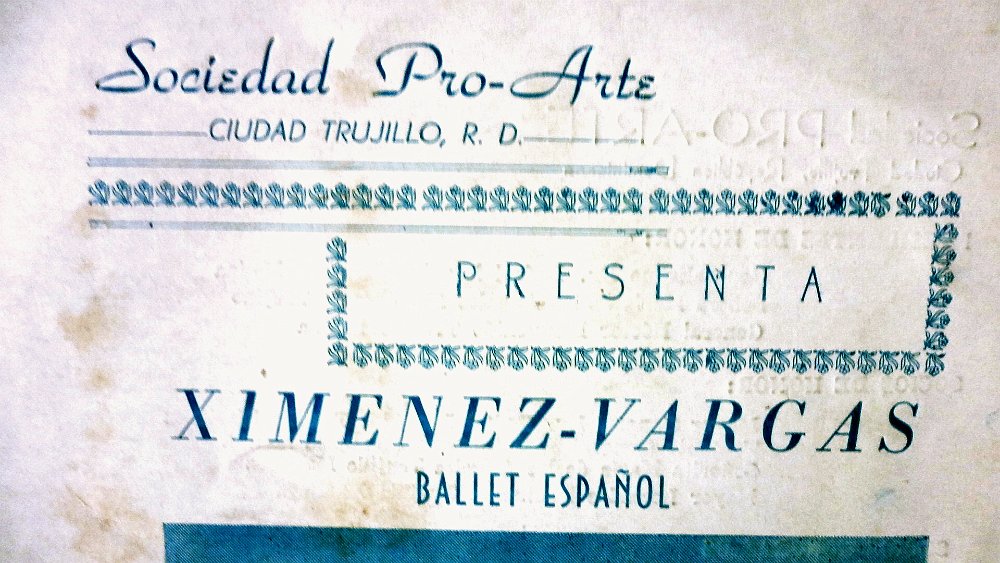 Sociedad Pro-Arte
CIUDAD TRUJILLO, R. D.
PRESENTA
XIMENEZ-VARGAS
BALLET ESPAÑOL